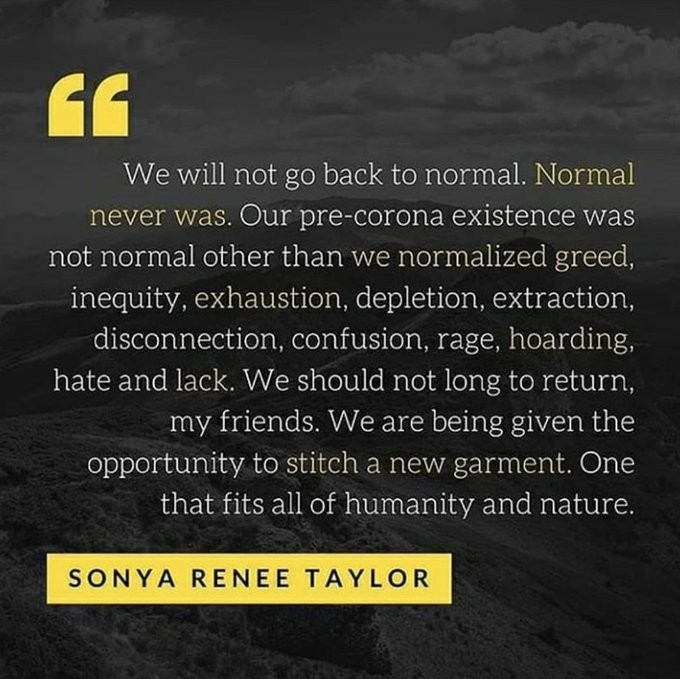 We will not go back to normal. Normal
never was. Our pre-corona existence was
not normal other than we normalized greed,
inequity, exhaustion, depletion, extraction,
disconnection, confusion, rage, hoarding,
hate and lack. We should not long to return,
my friends. We are being given the
opportunity to stitch a new garment. One
that fits all of humanity and nature.
SONYA RENEE TAYLOR